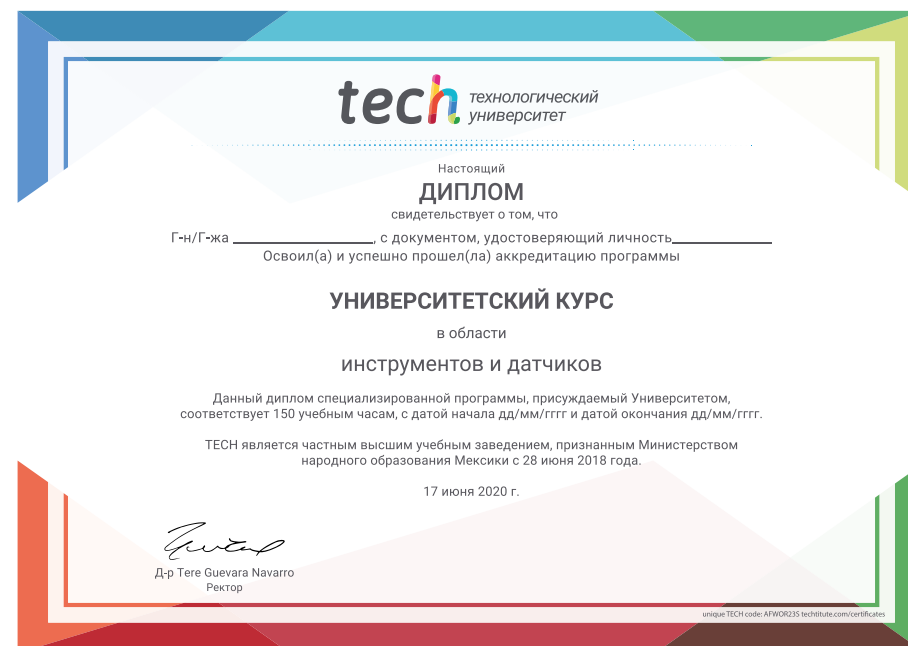 tech технологический
университет
Настоящий
ДИПЛОМ
свидетельствует о том, что
Г-н/Г-жа ____________________, с документом, удостоверяющий личность______________
Освоил(а) и успешно прошел(ла) аккредитацию программы
УНИВЕРСИТЕТСКИЙ КУРС
в области
инструментов и датчиков
Данный диплом специализированной программы, присуждаемый Университетом,
соответствует 150 учебным часам, с датой начала дд/мм/гггг и датой окончания дд/мм/гггг.
TECH является частным высшим учебным заведением, признанным Министерством
народного образования Мексики с 28 июня 2018 года.
17 июня 2020 г.
Д-р Tere Guevara Navarro
Ректор
unique TECH code: AFWOR23S techtitute.com/certificates